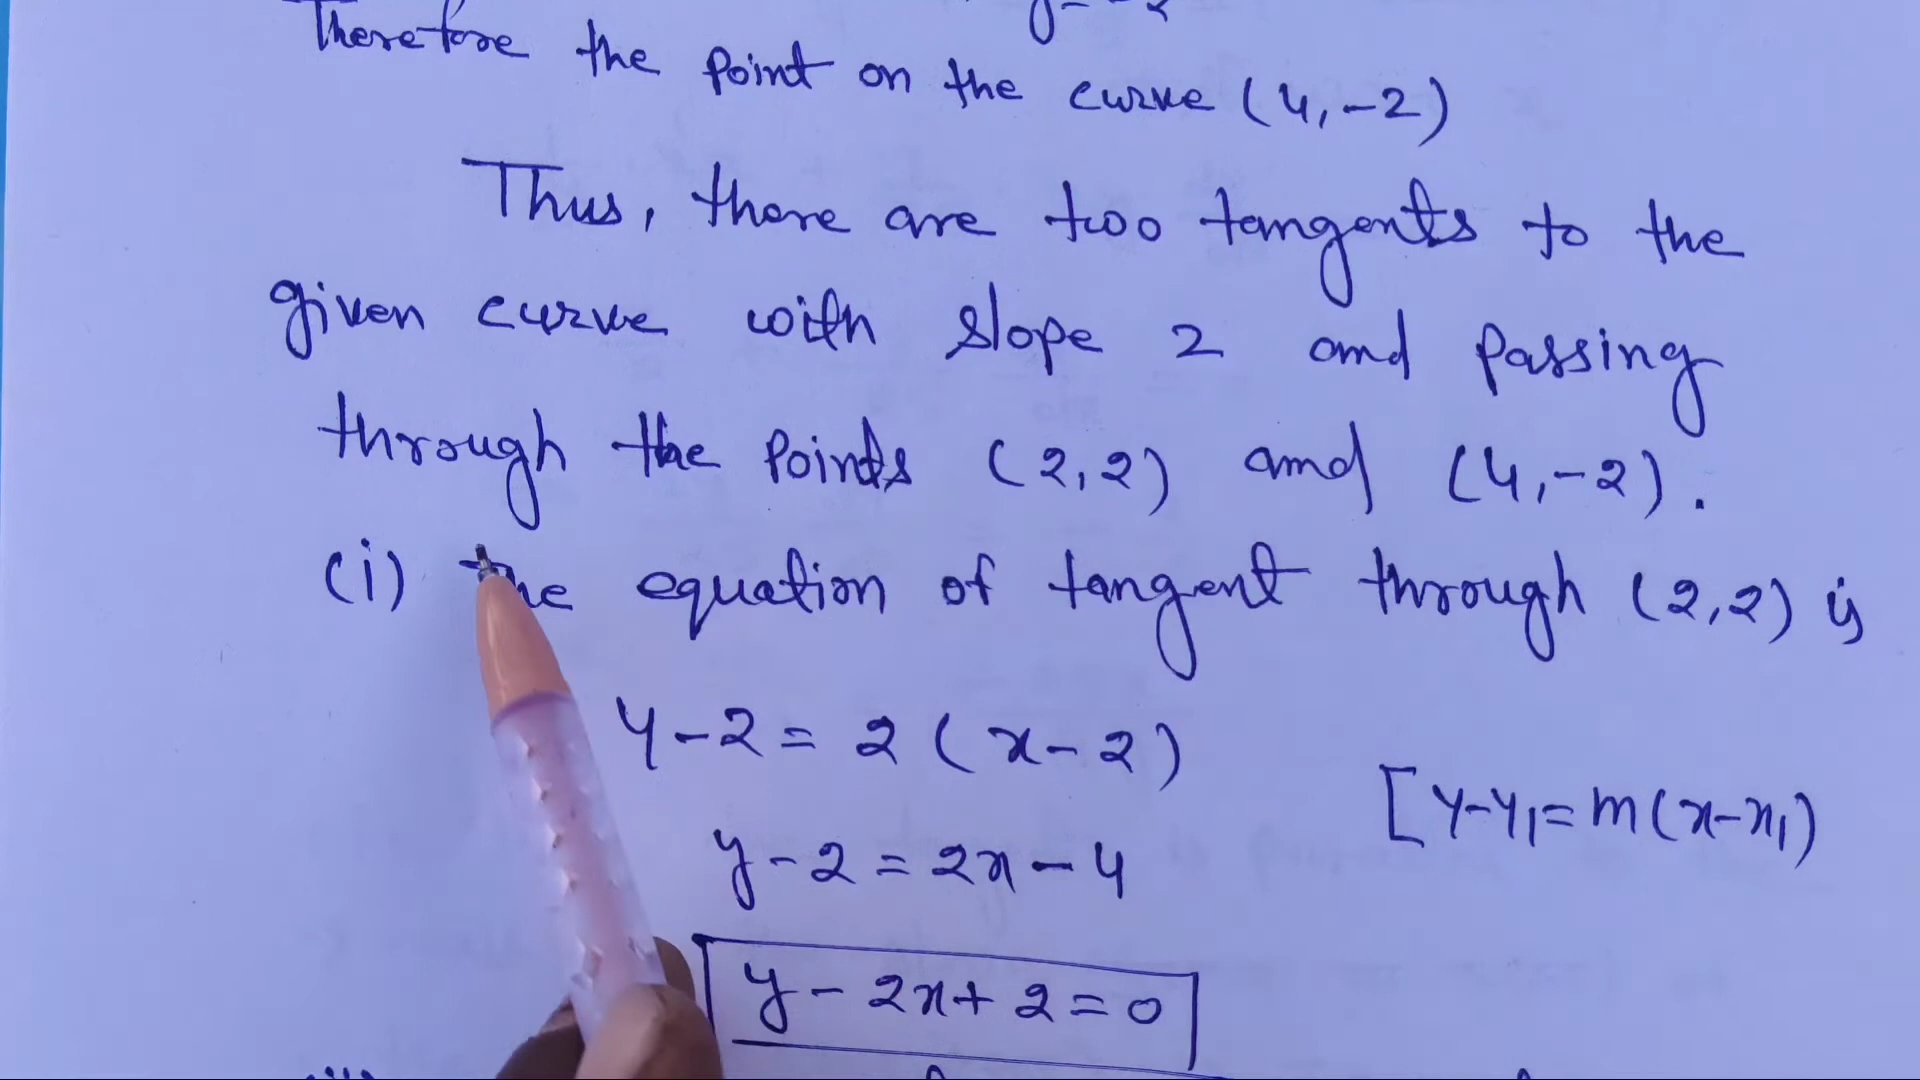 Therefore the point on the curve (4,-2)
Thus, there are two tangents to the
given curve with slope 2 and passing
through the points (2,2) and (4,-2).
(i) The equation of tangent through (2,2) is
y-2 = 2 (x-2)
[y-y₁=m(x-x₁)
y-2 = 2x-4
y-2x+2=0